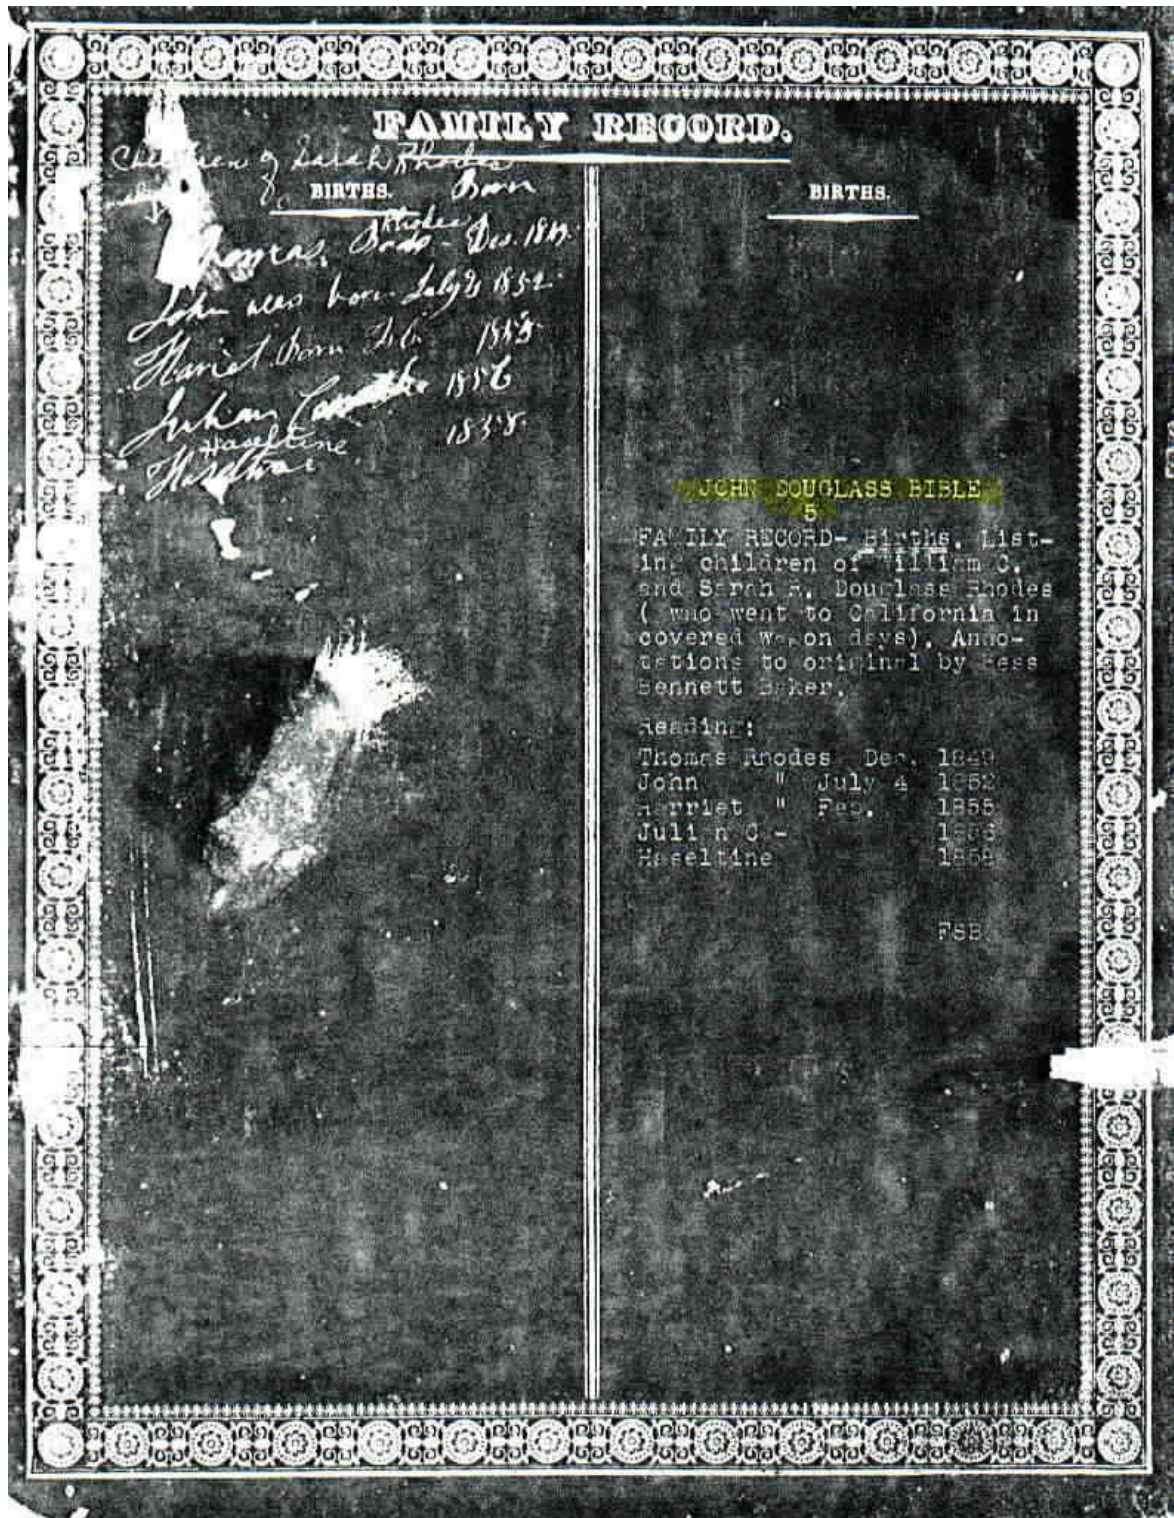 FAMILY RECORD.
Children of Sarah Rhodes
BIRTHS. Born
Rhodes
Thomas, Dec. 1849.
John was born July 4 1852
Hariet Born Feb. 1855
Julian 1856
Haseltine 1858.
BIRTHS.
JOHN DOUGLASS BIBLE
5
FAMILY RECORD- Births. List-
ing children of William C.
and Sarah A. Douglass Rhodes
( who went to California in
covered wagon days). Anno-
tations to original by Bess
Bennett Baker.
Reading:
Thomas Rhodes Dec. 1849
John " July 4 1852
Harriet " Feb. 1855
Julian C - 1856
Haseltine 1858
FSB